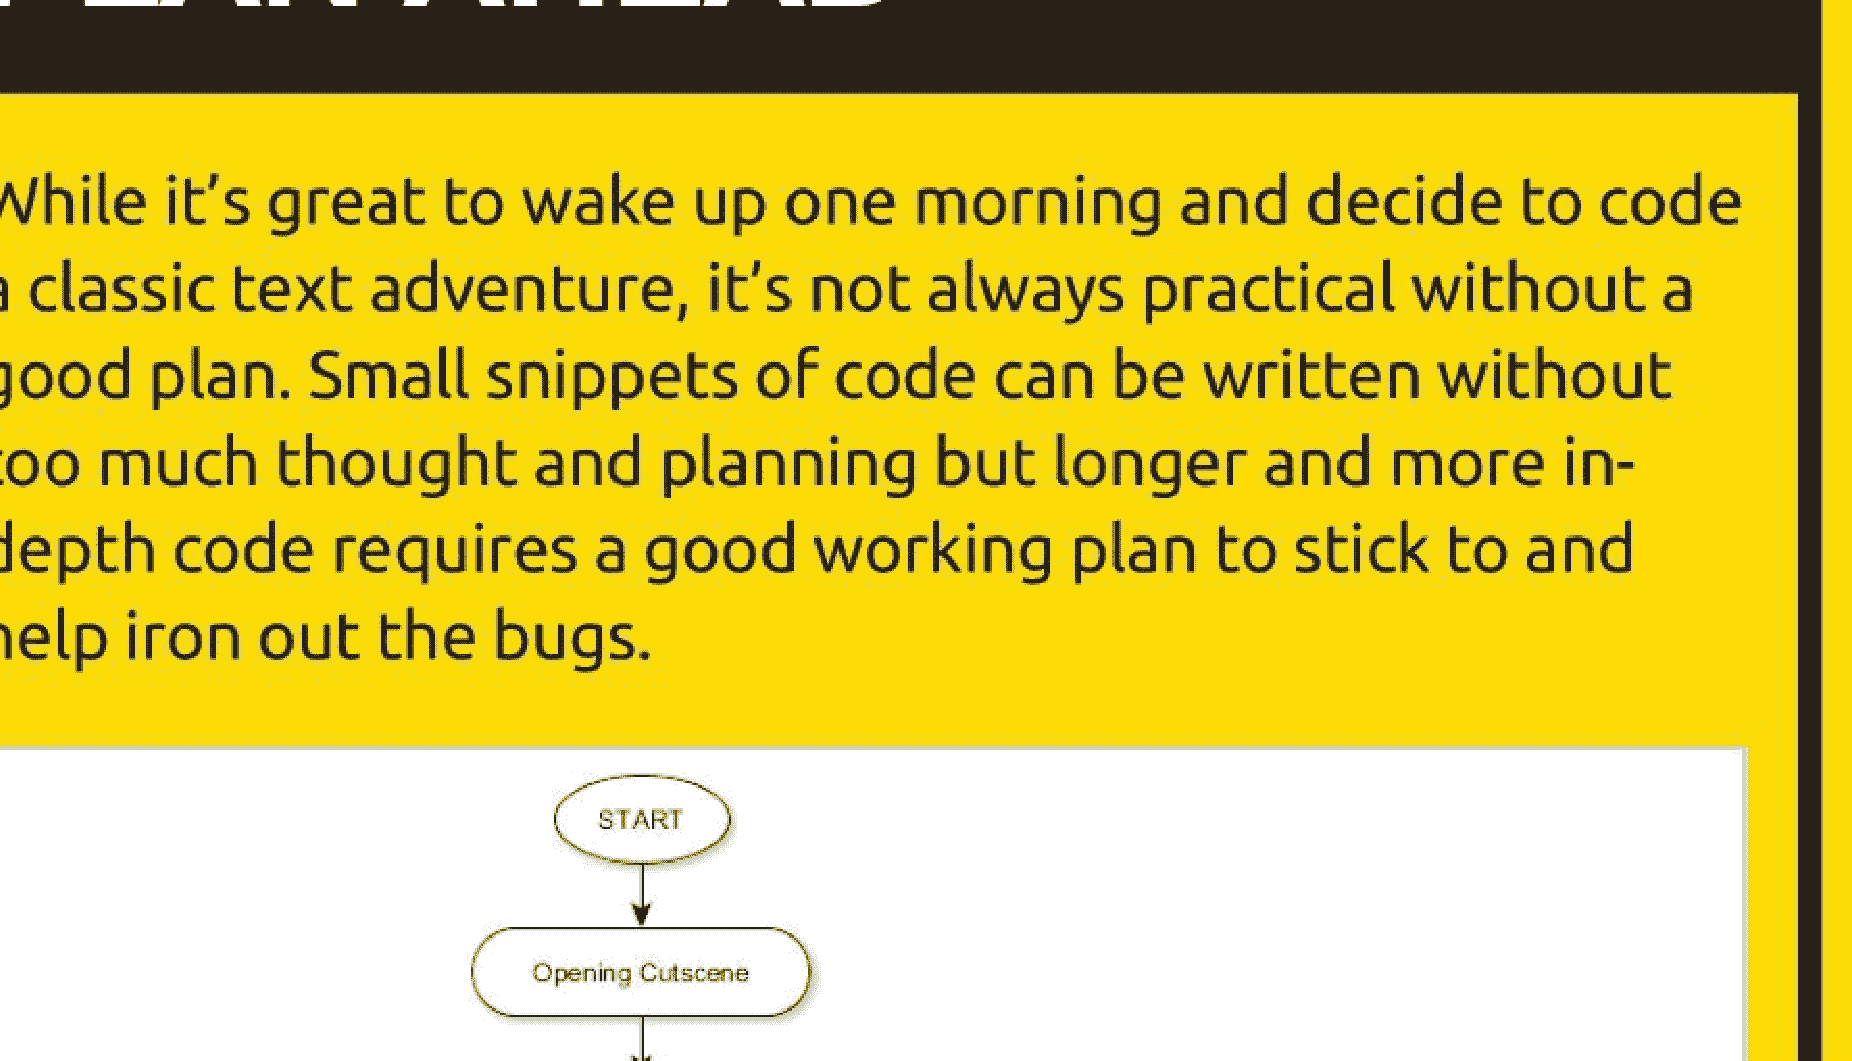 PLAN AHEAD
While it’s great to wake up one morning and decide to code
a classic text adventure, it’s not always practical without a
good plan. Small snippets of code can be written without
too much thought and planning but longer and more in-
depth code requires a good working plan to stick to and
help iron out the bugs.
START
Opening Cutscene